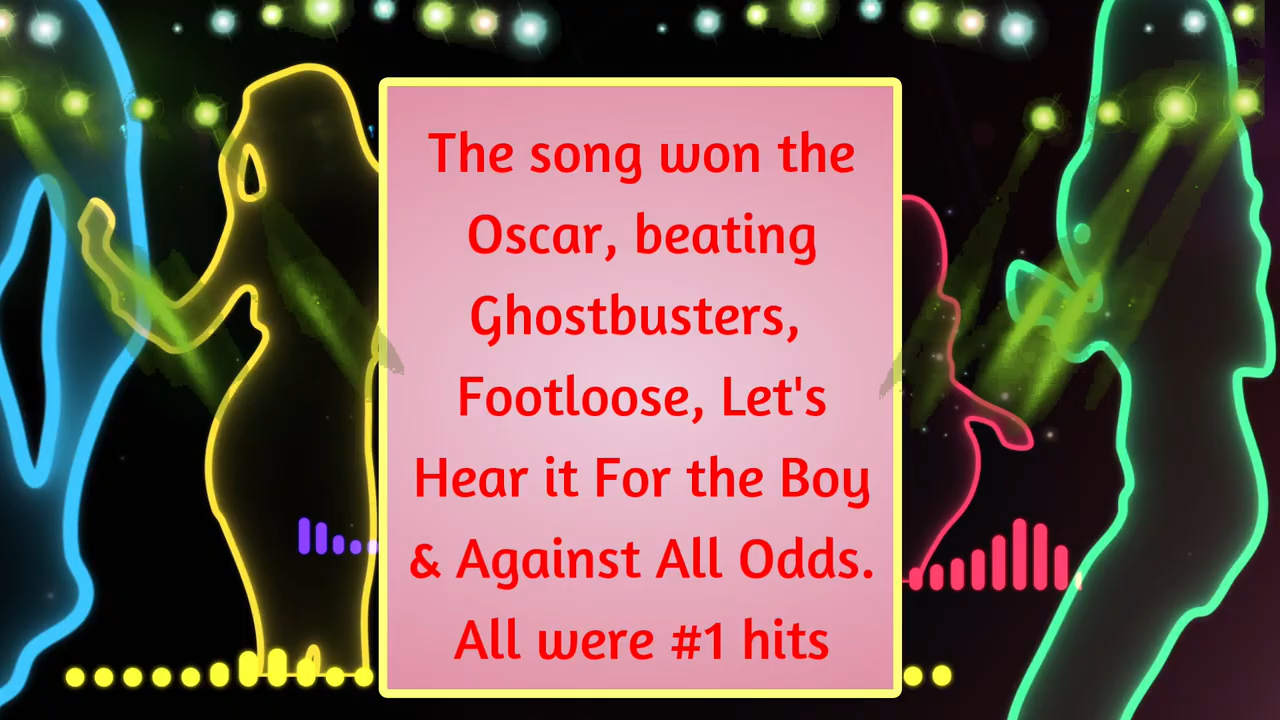 The song won the
Oscar, beating
Ghostbusters,
Footloose, Let's
Hear it For the Boy
& Against All Odds.
All were #1 hits